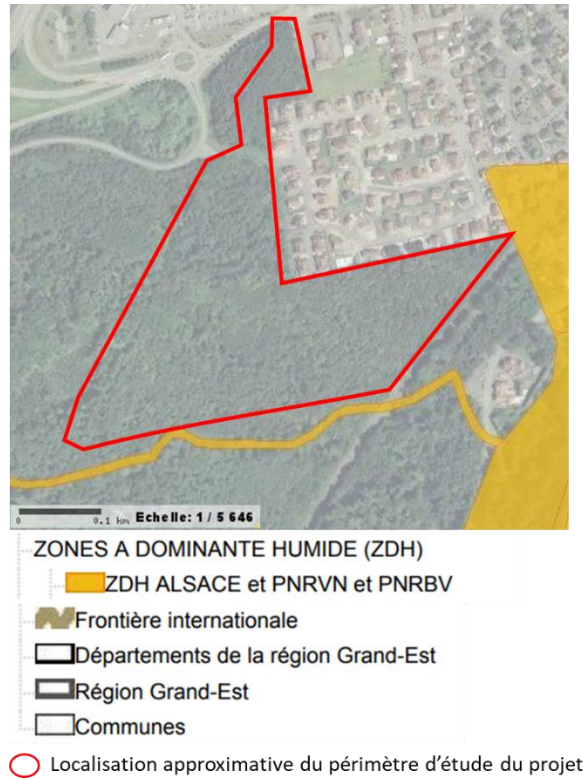 0 0.1 km Echelle: 1 / 5 646
ZONES A DOMINANTE HUMIDE (ZDH)
ZDH ALSACE et PNRVN et PNRBV
Frontière internationale
Départements de la région Grand-Est
Région Grand-Est
Communes
Localisation approximative du périmètre d'étude du projet